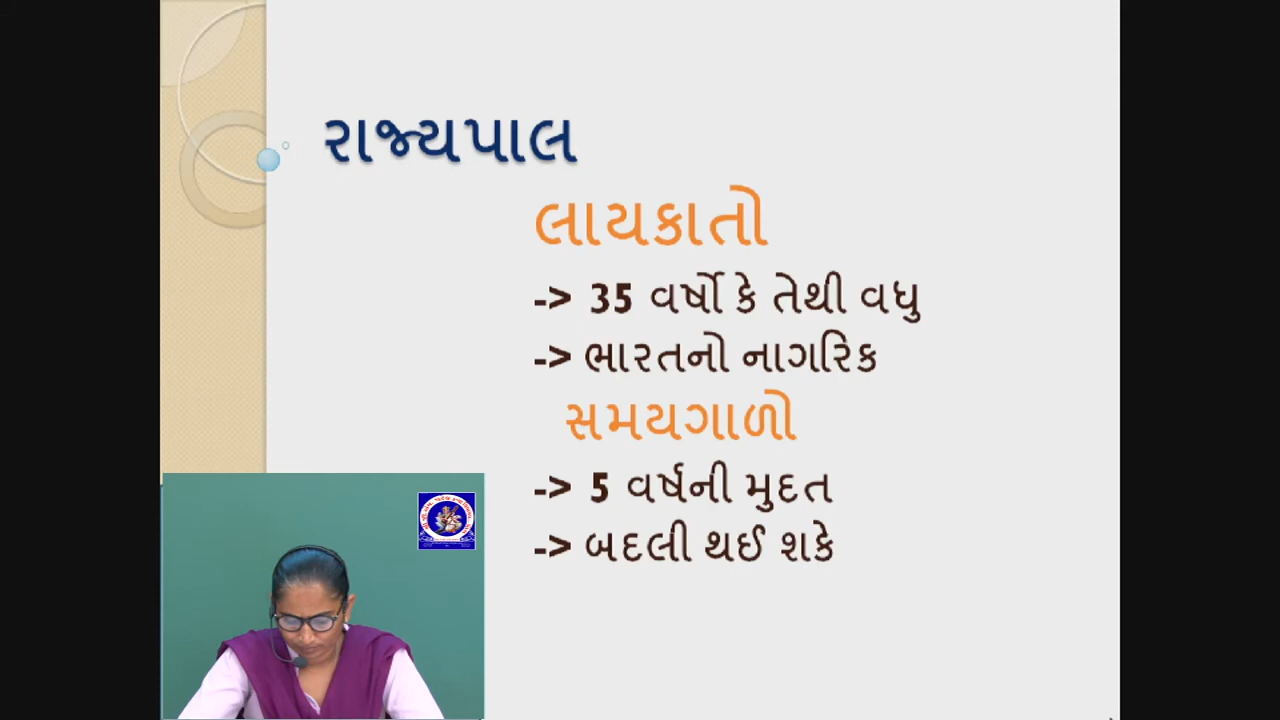 રાજ્યપાલ
લાયકાતો
-> 35 વર્ષો કે તેથી વધુ
-> ભારતનો નાગરિક
સમયગાળો
-> 5 વર્ષની મુદત
-> બદલી થઈ શકે